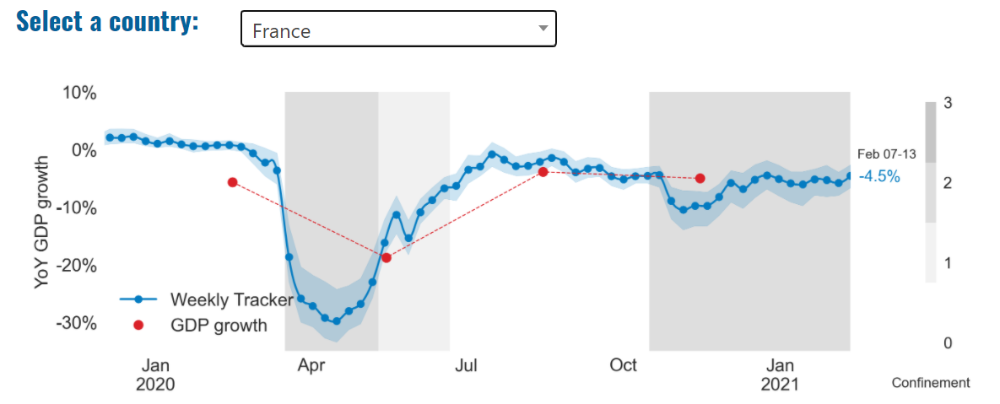 Select a country:
France
10%
0%
-10%
-20%
-30%
YoY GDP growth
Weekly Tracker
GDP growth
Jan
2020
Apr
Jul
Oct
Jan
2021
Feb 07-13
-4.5%
3
2
1
0
Confinement